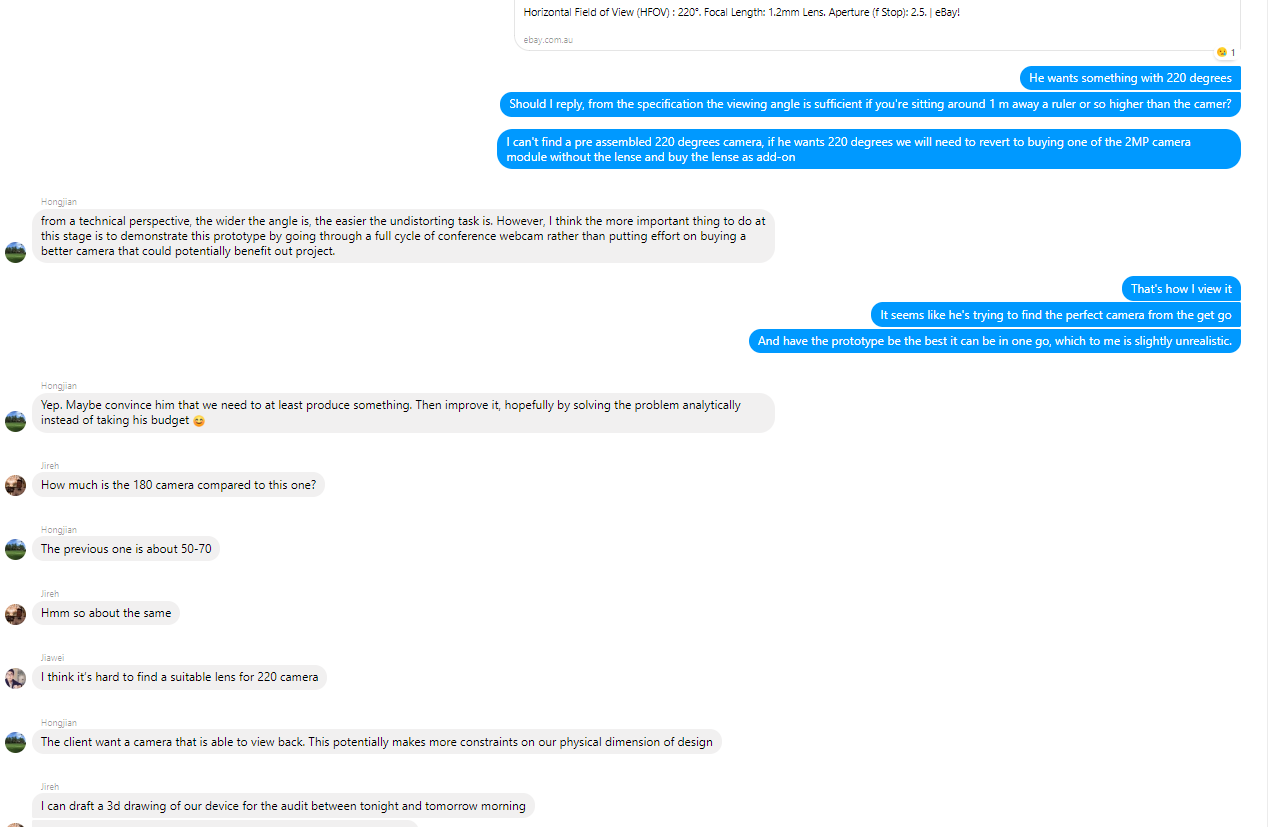 Horizontal Field of View (HFOV) : 220°. Focal Length: 1.2mm Lens. Aperture (f Stop): 2.5. | eBay!
ebay.com.au
1
He wants something with 220 degrees
Should I reply, from the specification the viewing angle is sufficient if you're sitting around 1 m away a ruler or so higher than the camer?
I can't find a pre assembled 220 degrees camera, if he wants 220 degrees we will need to revert to buying one of the 2MP camera
module without the lense and buy the lense as add-on
Hongjian
from a technical perspective, the wider the angle is, the easier the undistorting task is. However, I think the more important thing to do at
this stage is to demonstrate this prototype by going through a full cycle of conference webcam rather than putting effort on buying a
better camera that could potentially benefit out project.
That's how I view it
It seems like he's trying to find the perfect camera from the get go
And have the prototype be the best it can be in one go, which to me is slightly unrealistic.
Hongjian
Yep. Maybe convince him that we need to at least produce something. Then improve it, hopefully by solving the problem analytically
instead of taking his budget 😊
Jireh
How much is the 180 camera compared to this one?
Hongjian
The previous one is about 50-70
Jireh
Hmm so about the same
Jiawei
I think it's hard to find a suitable lens for 220 camera
Hongjian
The client want a camera that is able to view back. This potentially makes more constraints on our physical dimension of design
Jireh
I can draft a 3d drawing of our device for the audit between tonight and tomorrow morning